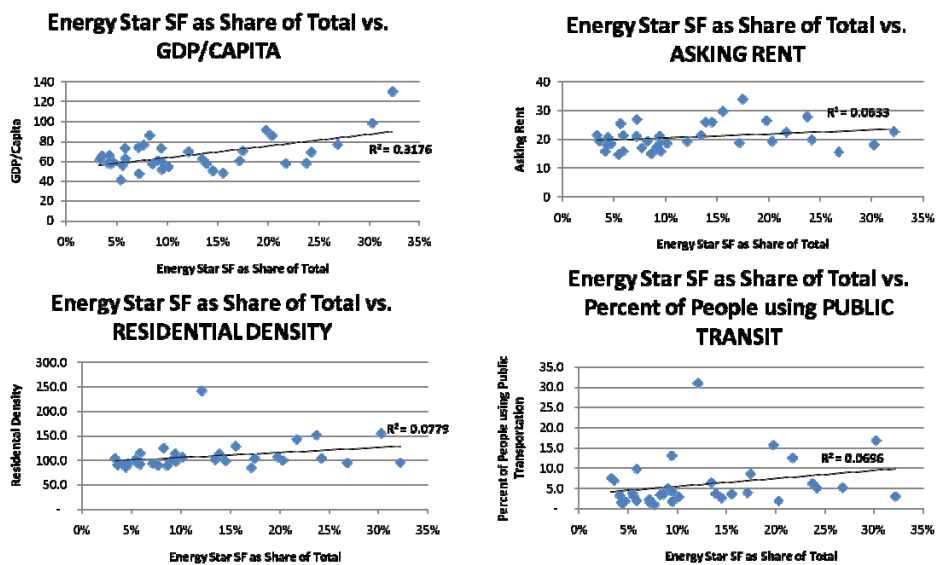 Energy Star SF as Share of Total vs.
GDP/CAPITA
GDP/Capita
140
120
100
80
60
40
20
0
R² = 0.3176
0% 5% 10% 15% 20% 25% 30% 35%
Energy Star SF as Share of Total
Energy Star SF as Share of Total vs.
ASKING RENT
Asking Rent
40
30
20
10
0
R² = 0.0633
0% 5% 10% 15% 20% 25% 30% 35%
Energy Star SF as Share of Total
Energy Star SF as Share of Total vs.
RESIDENTIAL DENSITY
Residential Density
300.0
250.0
200.0
150.0
100.0
50.0
-
R² = 0.0779
0% 5% 10% 15% 20% 25% 30% 35%
Energy Star SF as Share of Total
Energy Star SF as Share of Total vs.
Percent of People using PUBLIC
TRANSIT
Percent of People using Public
Transportation
35.0
30.0
25.0
20.0
15.0
10.0
5.0
-
R² = 0.0696
0% 5% 10% 15% 20% 25% 30% 35%
Energy Star SF as Share of Total